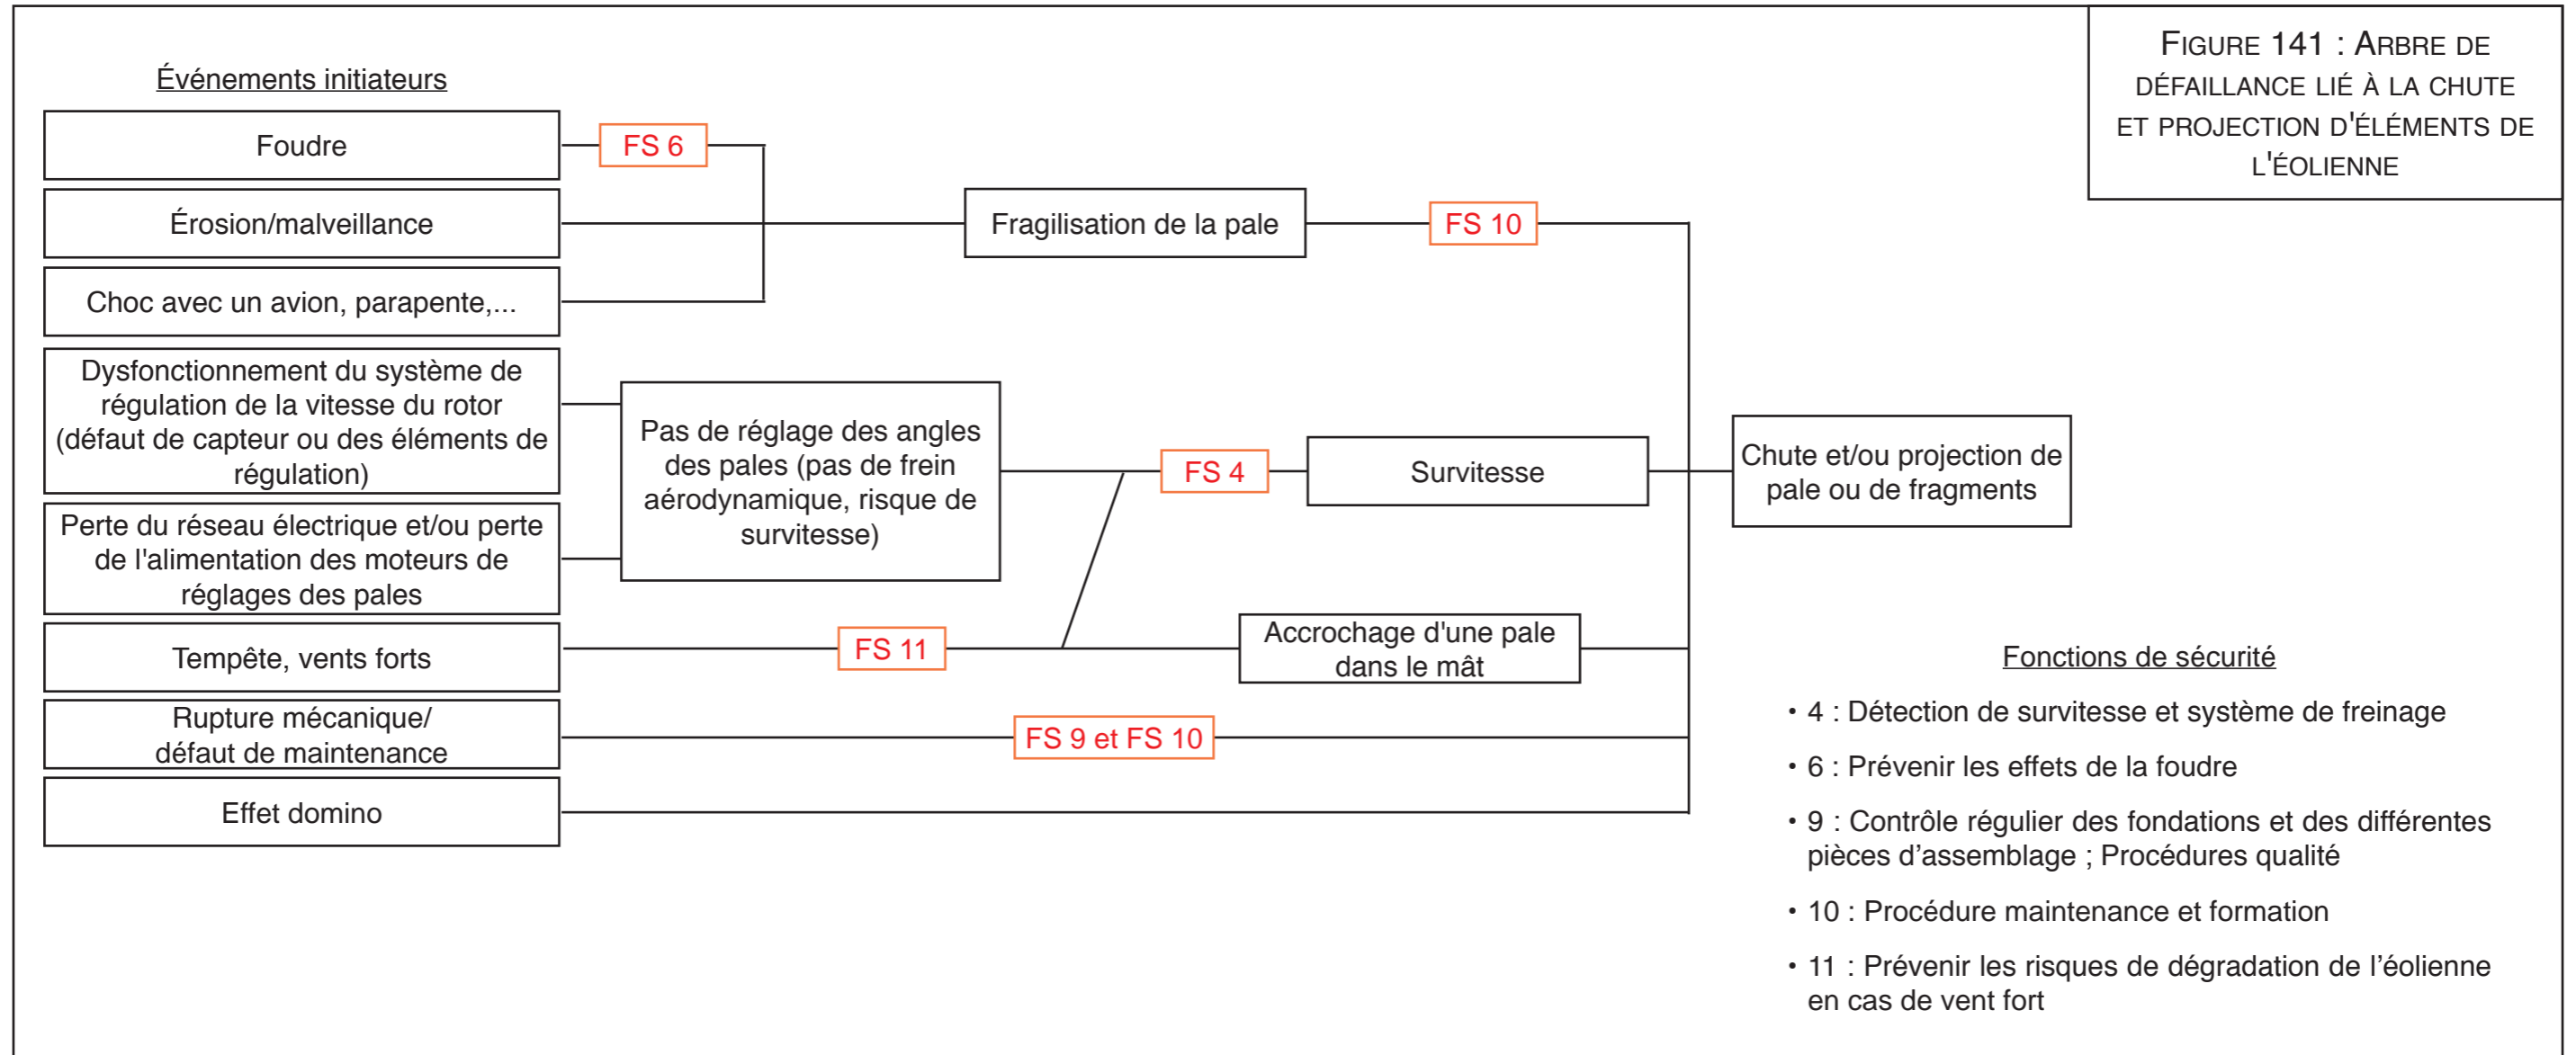 FIGURE 141 : ARBRE DE
DÉFAILLANCE LIÉ À LA CHUTE
ET PROJECTION D'ÉLÉMENTS DE
L'ÉOLIENNE
Événements initiateurs
Foudre
FS 6
Érosion/malveillance
Fragilisation de la pale
FS 10
Choc avec un avion, parapente,...
Dysfonctionnement du système de
régulation de la vitesse du rotor
(défaut de capteur ou des éléments de
régulation)
Pas de réglage des angles
des pales (pas de frein
aérodynamique, risque de
survitesse)
FS 4
Survitesse
Chute et/ou projection de
pale ou de fragments
Perte du réseau électrique et/ou perte
de l'alimentation des moteurs de
réglages des pales
Tempête, vents forts
FS 11
Accrochage d'une pale
dans le mât
Rupture mécanique/
défaut de maintenance
FS 9 et FS 10
Effet domino
Fonctions de sécurité
• 4 : Détection de survitesse et système de freinage
• 6 : Prévenir les effets de la foudre
• 9 : Contrôle régulier des fondations et des différentes
pièces d’assemblage ; Procédures qualité
• 10 : Procédure maintenance et formation
• 11 : Prévenir les risques de dégradation de l’éolienne
en cas de vent fort